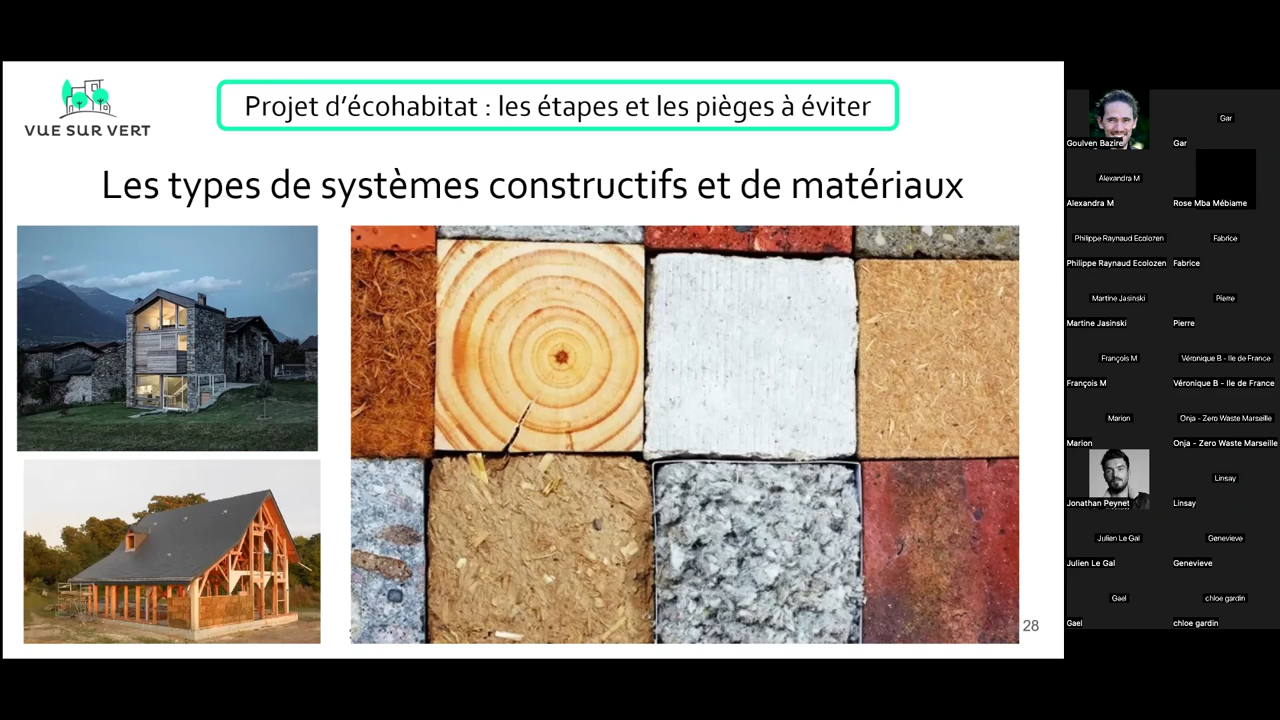 VUE SUR VERT
Projet d'écohabitat : les étapes et les pièges à éviter
Les types de systèmes constructifs et de matériaux
28
Goulven Bazire
Gar
Gar
Alexandra M
Alexandra M
Rose Mba Mébiame
Philippe Raynaud Ecolozen
Fabrice
Philippe Raynaud Ecolozen
Fabrice
Martine Jasinski
Pierre
Martine Jasinski
Pierre
François M
Véronique B - Ile de France
François M
Véronique B - Ile de France
Marion
Onja - Zero Waste Marseille
Marion
Onja - Zero Waste Marseille
Linsay
Jonathan Peynet
Linsay
Julien Le Gal
Genevieve
Julien Le Gal
Genevieve
Gael
chloe gardin
Gael
chloe gardin